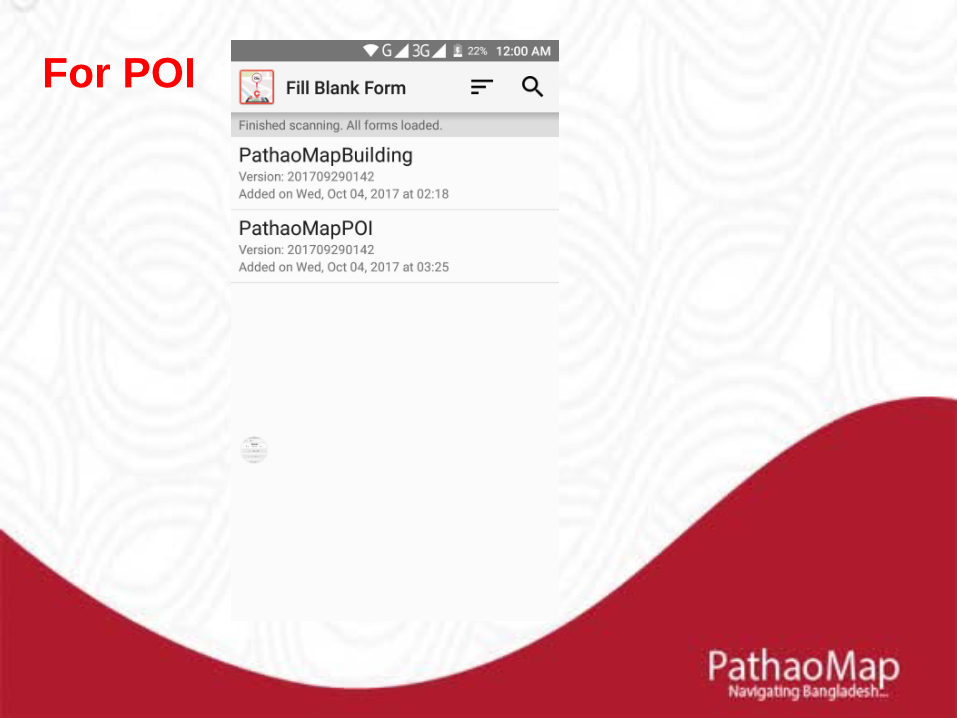 For POI
G 3G 22% 12:00 AM
Fill Blank Form
Finished scanning. All forms loaded.
PathaoMapBuilding
Version: 201709290142
Added on Wed, Oct 04, 2017 at 02:18
PathaoMapPOI
Version: 201709290142
Added on Wed, Oct 04, 2017 at 03:25
PathaoMap
Navigating Bangladesh...